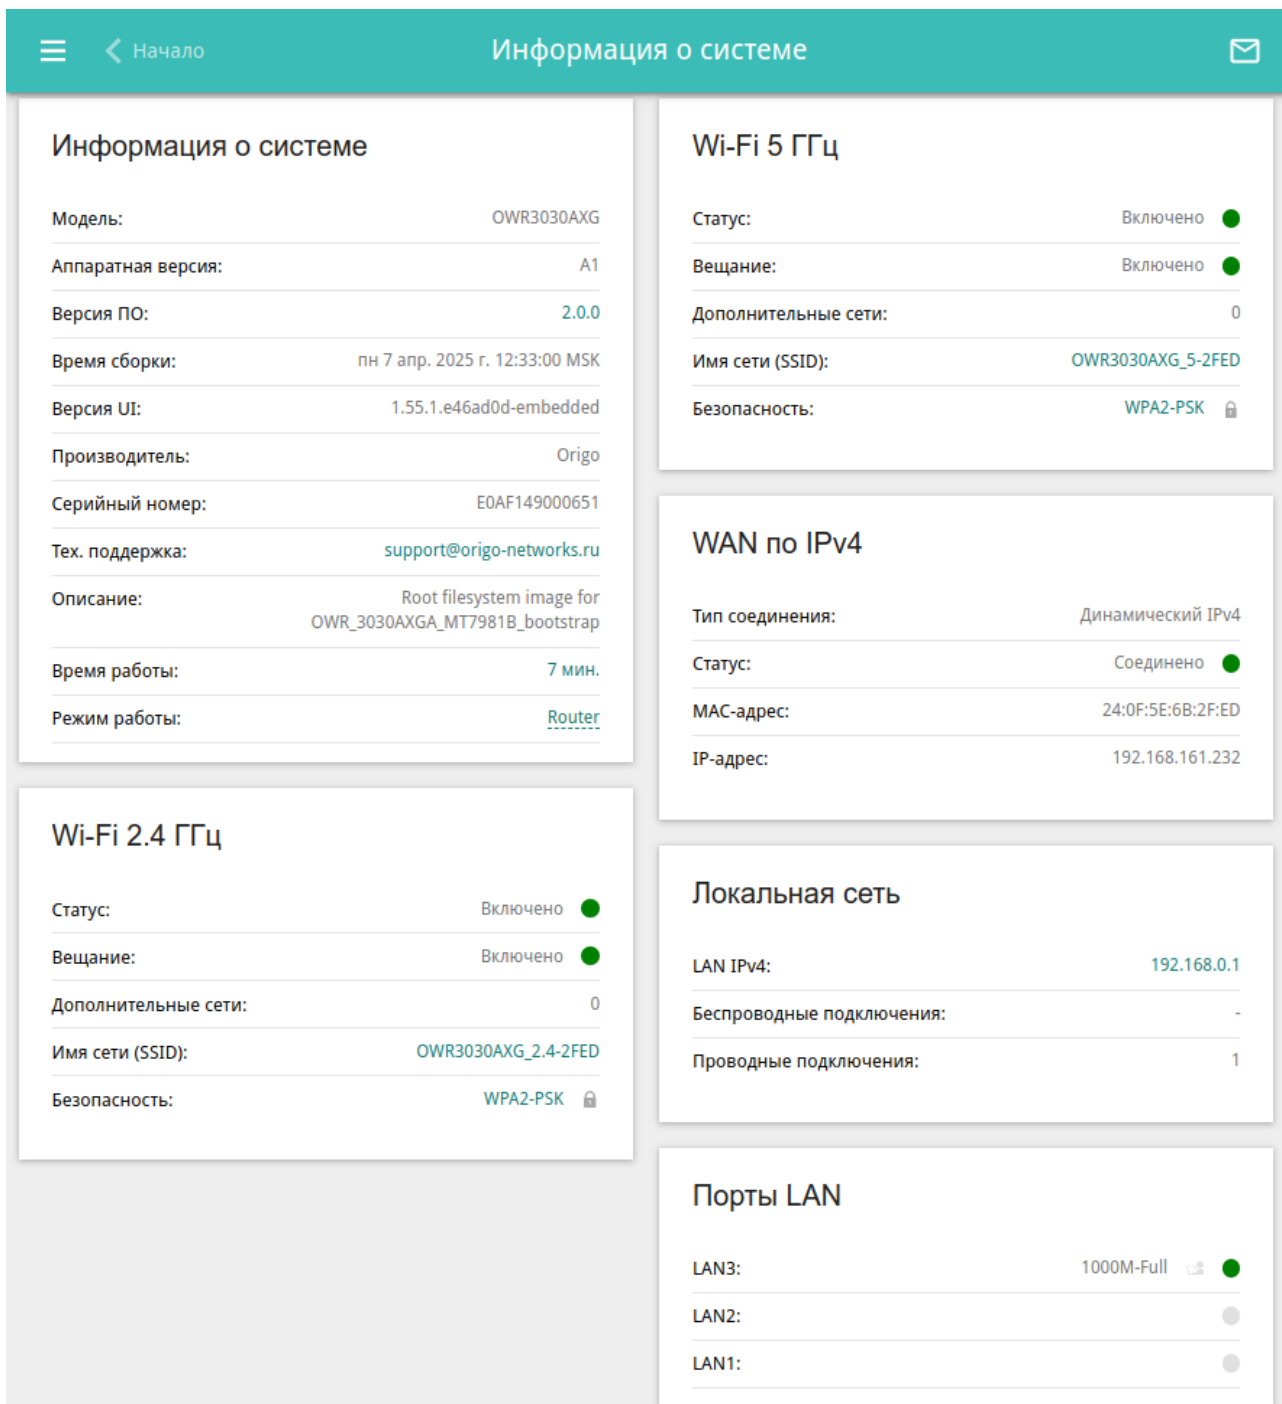 Начало
Информация о системе
Информация о системе
Модель: OWR3030AXG
Аппаратная версия: A1
Версия ПО: 2.0.0
Время сборки: пн 7 апр. 2025 г. 12:33:00 MSK
Версия UI: 1.55.1.e46ad0d-embedded
Производитель: Origo
Серийный номер: E0AF149000651
Тех. поддержка: support@origo-networks.ru
Описание: Root filesystem image for
OWR_3030AXGA_MT7981B_bootstrap
Время работы: 7 мин.
Режим работы: Router
Wi-Fi 2.4 ГГц
Статус: Включено
Вещание: Включено
Дополнительные сети: 0
Имя сети (SSID): OWR3030AXG_2.4-2FED
Безопасность: WPA2-PSK
Wi-Fi 5 ГГц
Статус: Включено
Вещание: Включено
Дополнительные сети: 0
Имя сети (SSID): OWR3030AXG_5-2FED
Безопасность: WPA2-PSK
WAN по IPv4
Тип соединения: Динамический IPv4
Статус: Соединено
MAC-адрес: 24:0F:5E:6B:2F:ED
IP-адрес: 192.168.161.232
Локальная сеть
LAN IPv4: 192.168.0.1
Беспроводные подключения: -
Проводные подключения: 1
Порты LAN
LAN3: 1000M-Full
LAN2:
LAN1: